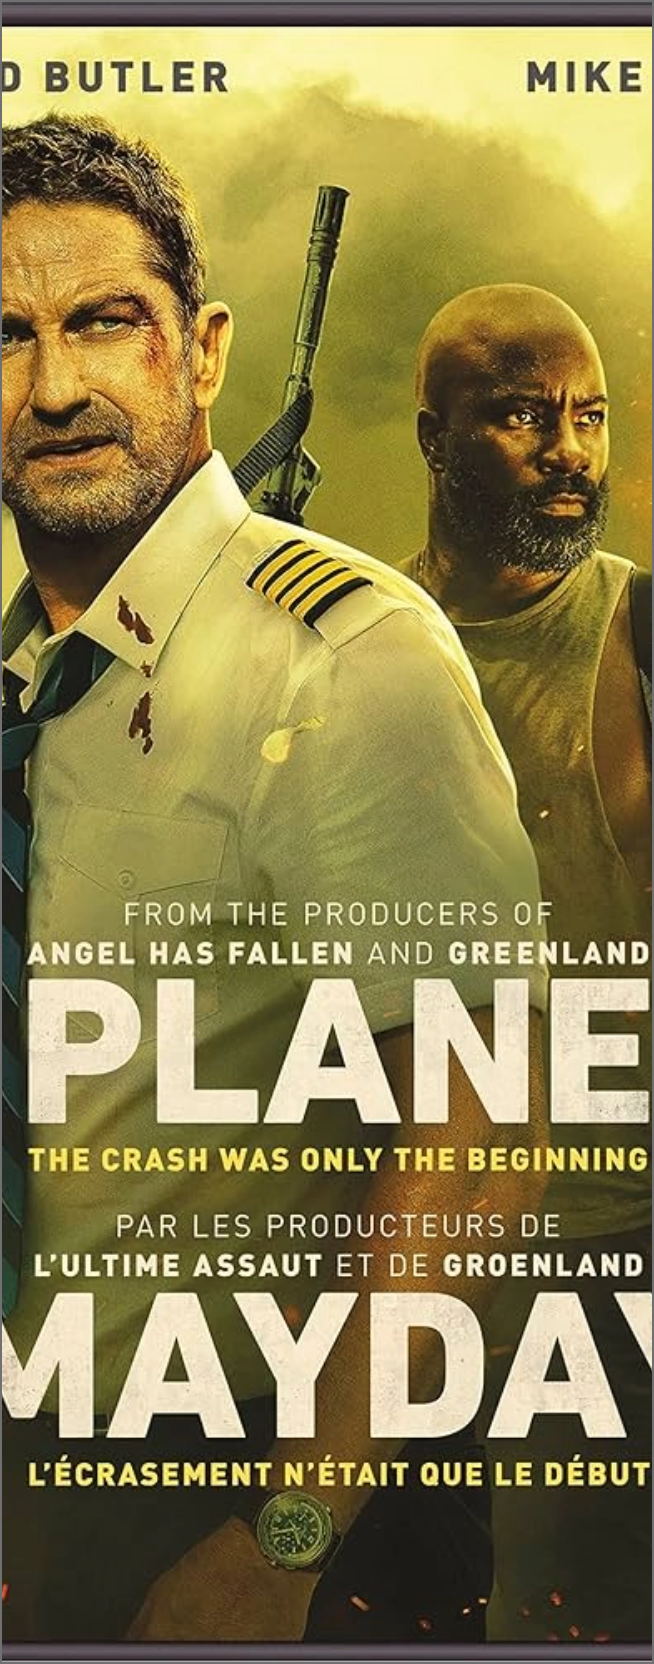 D BUTLER MIKE
FROM THE PRODUCERS OF
ANGEL HAS FALLEN AND GREENLAND
PLANE
THE CRASH WAS ONLY THE BEGINNING
PAR LES PRODUCTEURS DE
L'ULTIME ASSAUT ET DE GROENLAND
MAYDAY
L'ÉCRASEMENT N'ÉTAIT QUE LE DÉBUT